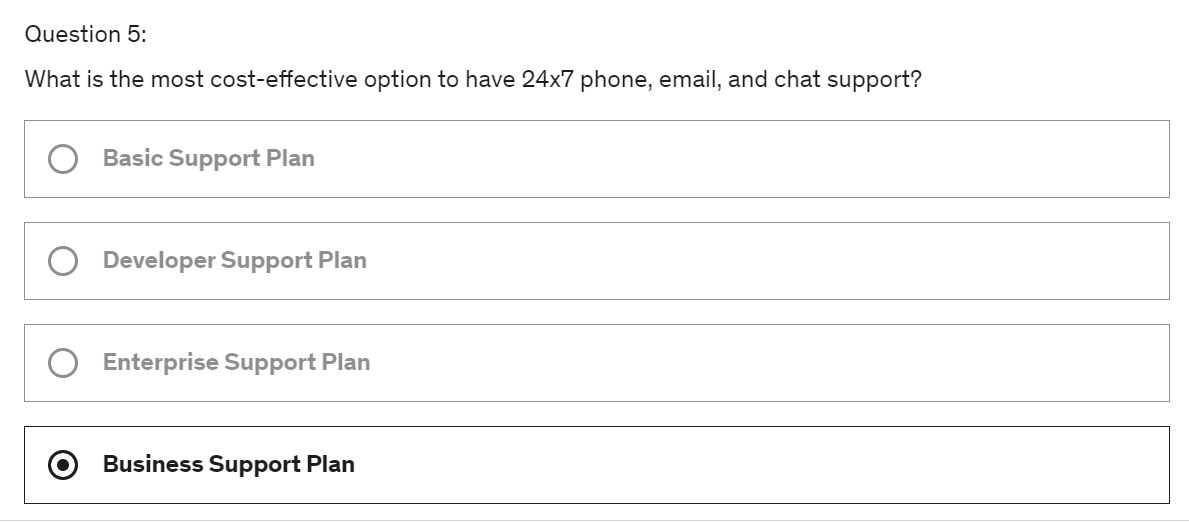 Question 5:
What is the most cost-effective option to have 24x7 phone, email, and chat support?
Basic Support Plan
Developer Support Plan
Enterprise Support Plan
Business Support Plan